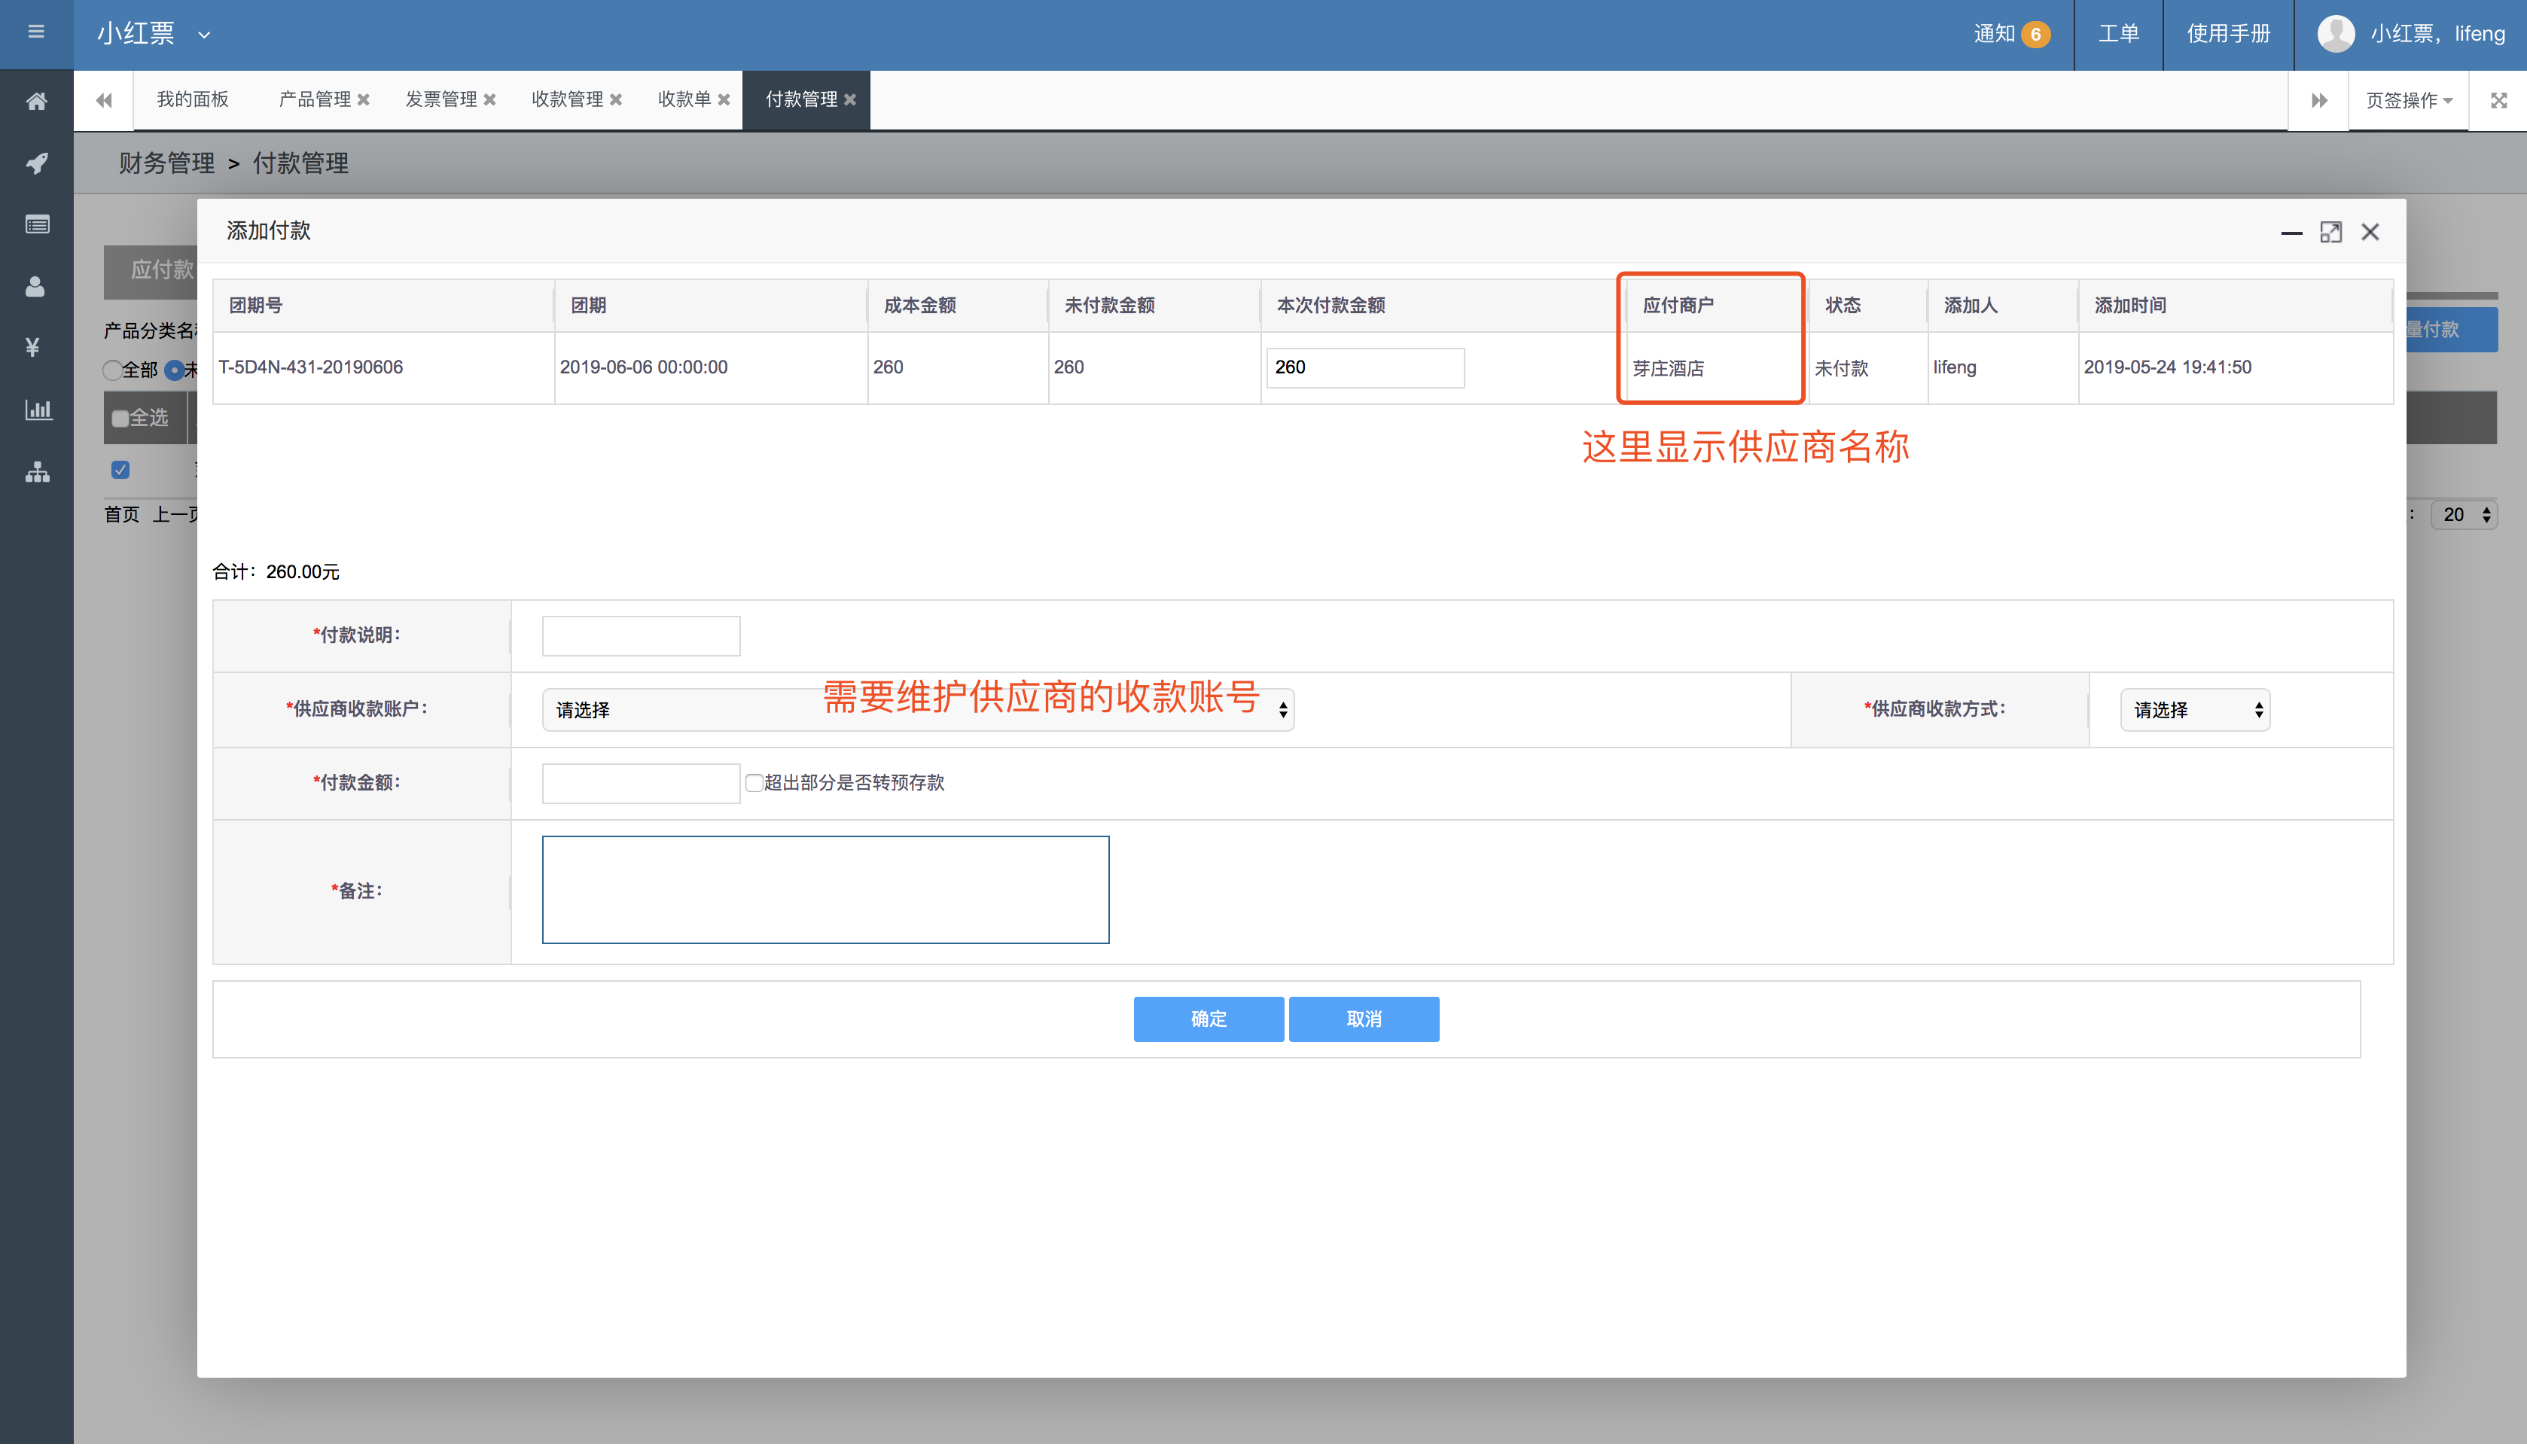 小红票
通知 6 工单 使用手册 小红票，lifeng
我的面板 产品管理 发票管理 收款管理 收款单 付款管理 页签操作
财务管理 > 付款管理
添加付款
应付款
团期号 团期 成本金额 未付款金额 本次付款金额 应付商户 状态 添加人 添加时间
产品分类名 量付款
T-5D4N-431-20190606 2019-06-06 00:00:00 260 260 260 芽庄酒店 未付款 lifeng 2019-05-24 19:41:50
全部 未
全选
这里显示供应商名称
首页 上一页 : 20
合计：260.00元
*付款说明：
需要维护供应商的收款账号
*供应商收款账户： 请选择 *供应商收款方式： 请选择
*付款金额： 超出部分是否转预存款
*备注：
确定 取消